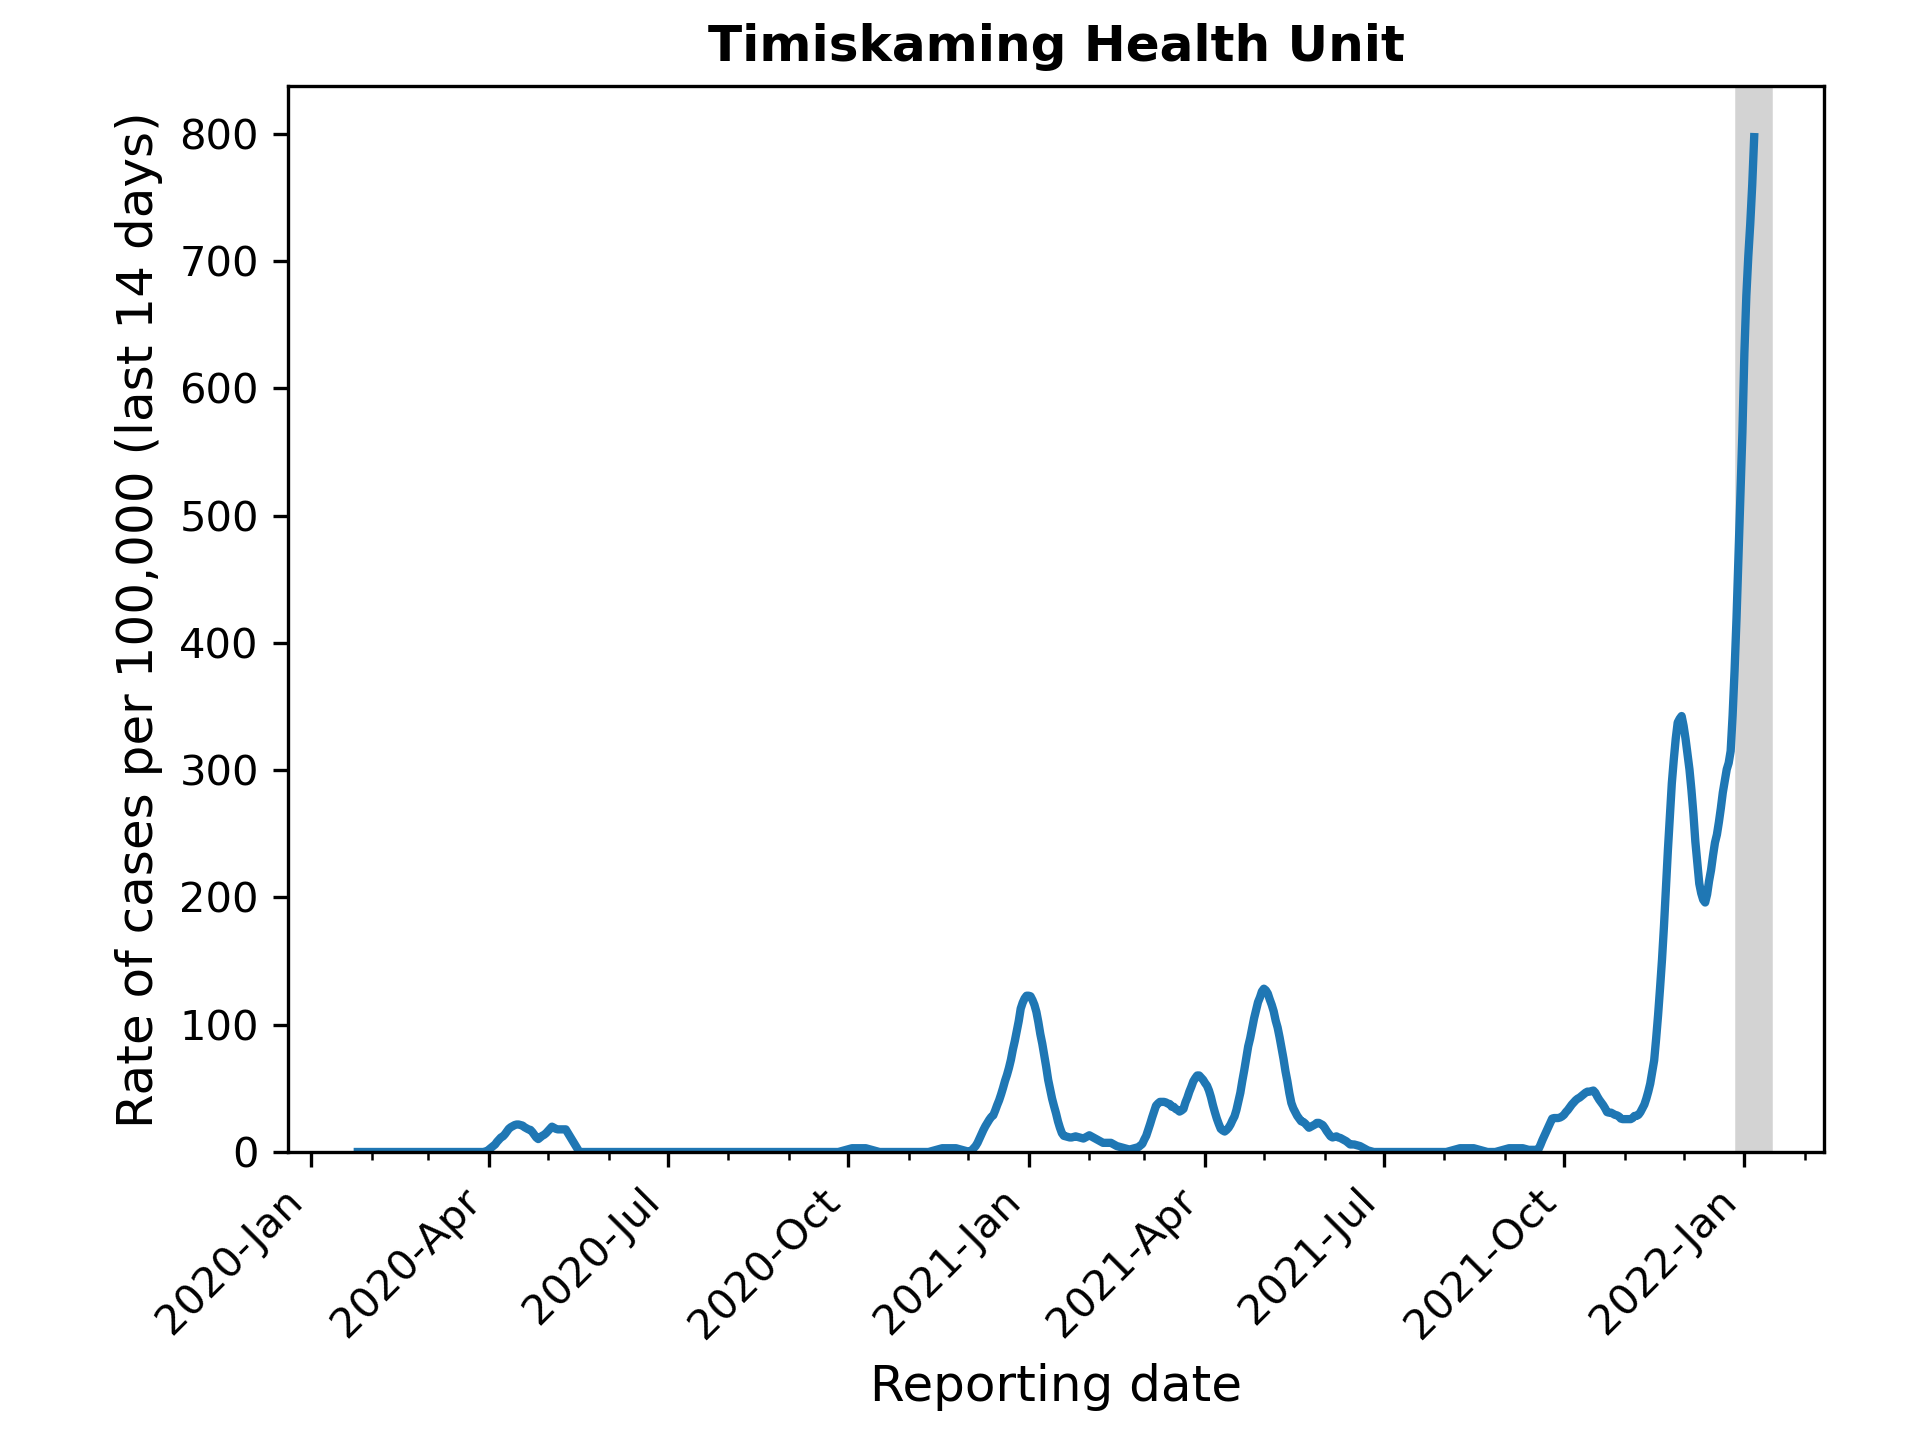 Timiskaming Health Unit
Rate of cases per 100,000 (last 14 days)
800
700
600
500
400
300
200
100
0
2020-Jan
2020-Apr
2020-Jul
2020-Oct
2021-Jan
2021-Apr
2021-Jul
2021-Oct
2022-Jan
Reporting date